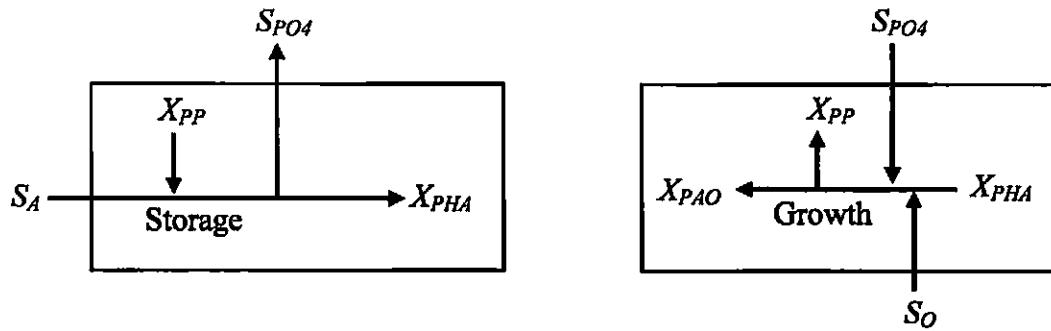 S_PO4
X_PP
S_A
X_PHA
Storage
S_PO4
X_PP
X_PAO
X_PHA
Growth
S_O